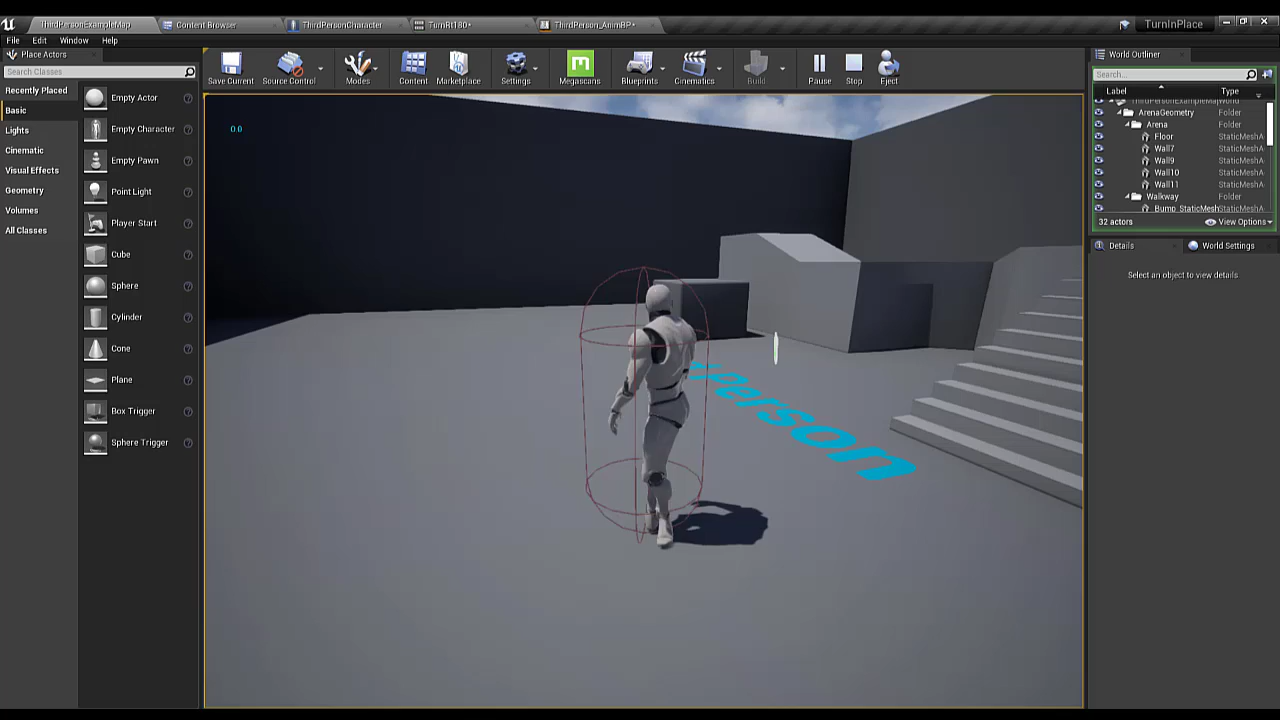 ThirdPersonExampleMap
Content Browser
ThirdPersonCharacter
TurnRt180*
ThirdPerson_AnimBP*
TurnInPlace
File Edit Window Help
Place Actors
Search Classes
Recently Placed
Basic
Lights
Cinematic
Visual Effects
Geometry
Volumes
All Classes
Empty Actor
Empty Character
Empty Pawn
Point Light
Player Start
Cube
Sphere
Cylinder
Cone
Plane
Box Trigger
Sphere Trigger
Save Current
Source Control
Modes
Content
Marketplace
Settings
Megascans
Blueprints
Cinematics
Build
Pause
Stop
Eject
0.0
Person
World Outliner
Search...
Label Type
ThirdPersonExampleMap World
ArenaGeometry Folder
Arena Folder
Floor StaticMeshA
Wall7 StaticMeshA
Wall9 StaticMeshA
Wall10 StaticMeshA
Wall11 StaticMeshA
Walkway Folder
Bump_StaticMesh StaticMeshA
32 actors
View Options
Details
World Settings
Select an object to view details.